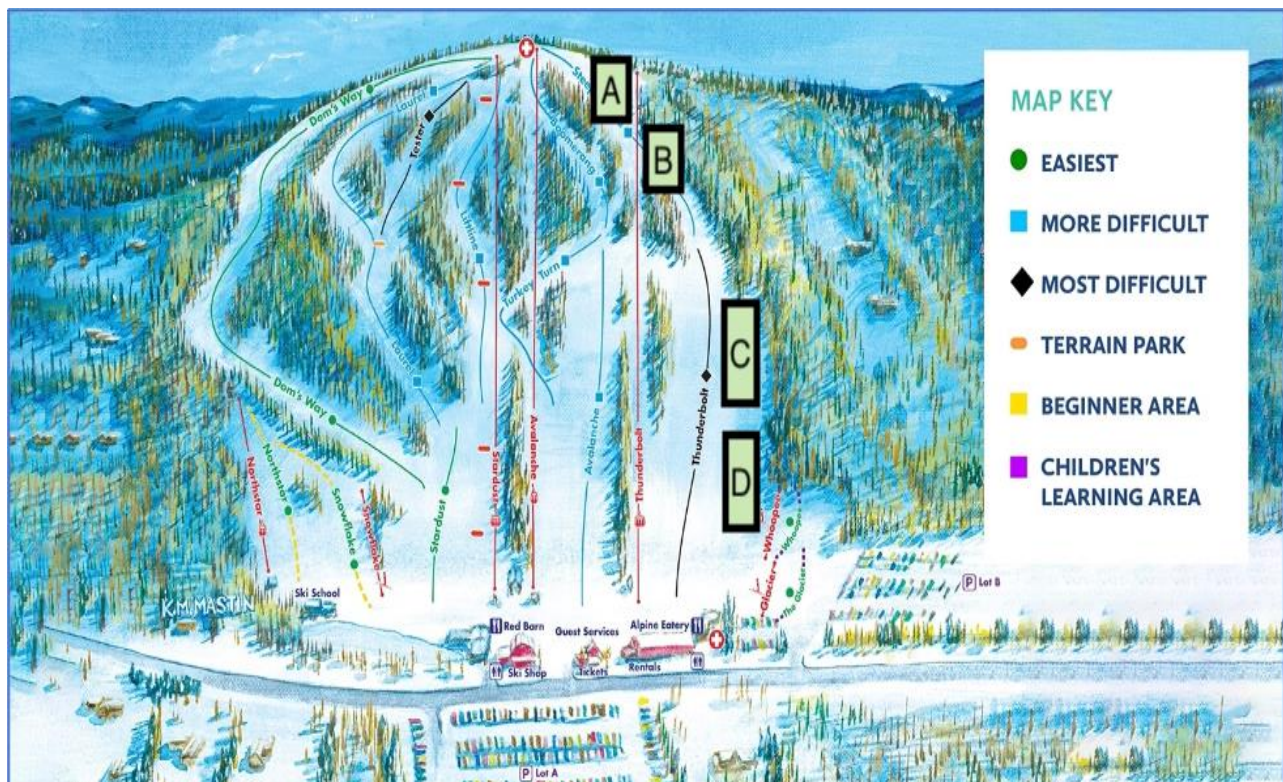 MAP KEY
EASIEST
MORE DIFFICULT
MOST DIFFICULT
TERRAIN PARK
BEGINNER AREA
CHILDREN'S
LEARNING AREA
A
B
C
D
Dom's Way
Laurel
Tester
Boomerang
Lurline
Turkey Turn
Laurel
Dom's Way
Avalanche
Thunderbolt
Stardust
Avalanche
Thunderbolt
Northstar
Northstar
Snowflake
Snowflake
Stardust
Whooper
Whooper
Glacier
The Glacier
P Lot B
K.M.MASTIN
Ski School
Red Barn
Ski Shop
Guest Services
Tickets
Alpine Eatery
Rentals
P Lot A